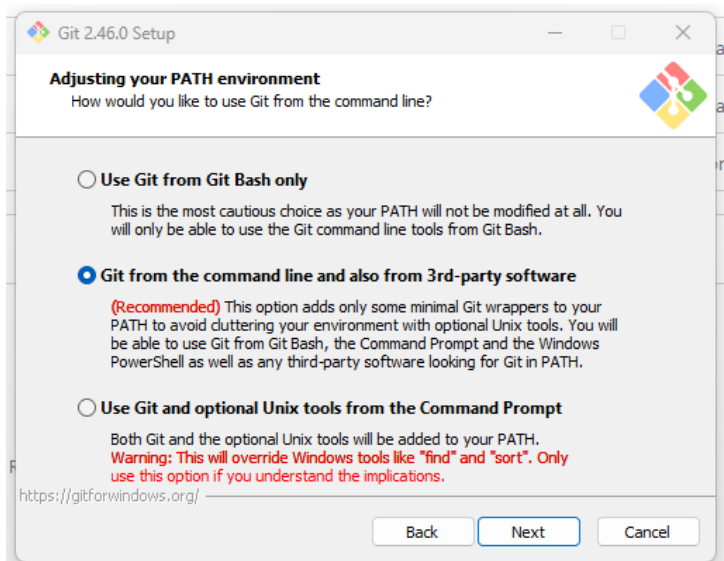 Git 2.46.0 Setup
Adjusting your PATH environment
How would you like to use Git from the command line?
Use Git from Git Bash only
This is the most cautious choice as your PATH will not be modified at all. You
will only be able to use the Git command line tools from Git Bash.
Git from the command line and also from 3rd-party software
(Recommended) This option adds only some minimal Git wrappers to your
PATH to avoid cluttering your environment with optional Unix tools. You will
be able to use Git from Git Bash, the Command Prompt and the Windows
PowerShell as well as any third-party software looking for Git in PATH.
Use Git and optional Unix tools from the Command Prompt
Both Git and the optional Unix tools will be added to your PATH.
Warning: This will override Windows tools like "find" and "sort". Only
use this option if you understand the implications.
https://gitforwindows.org/
Back Next Cancel